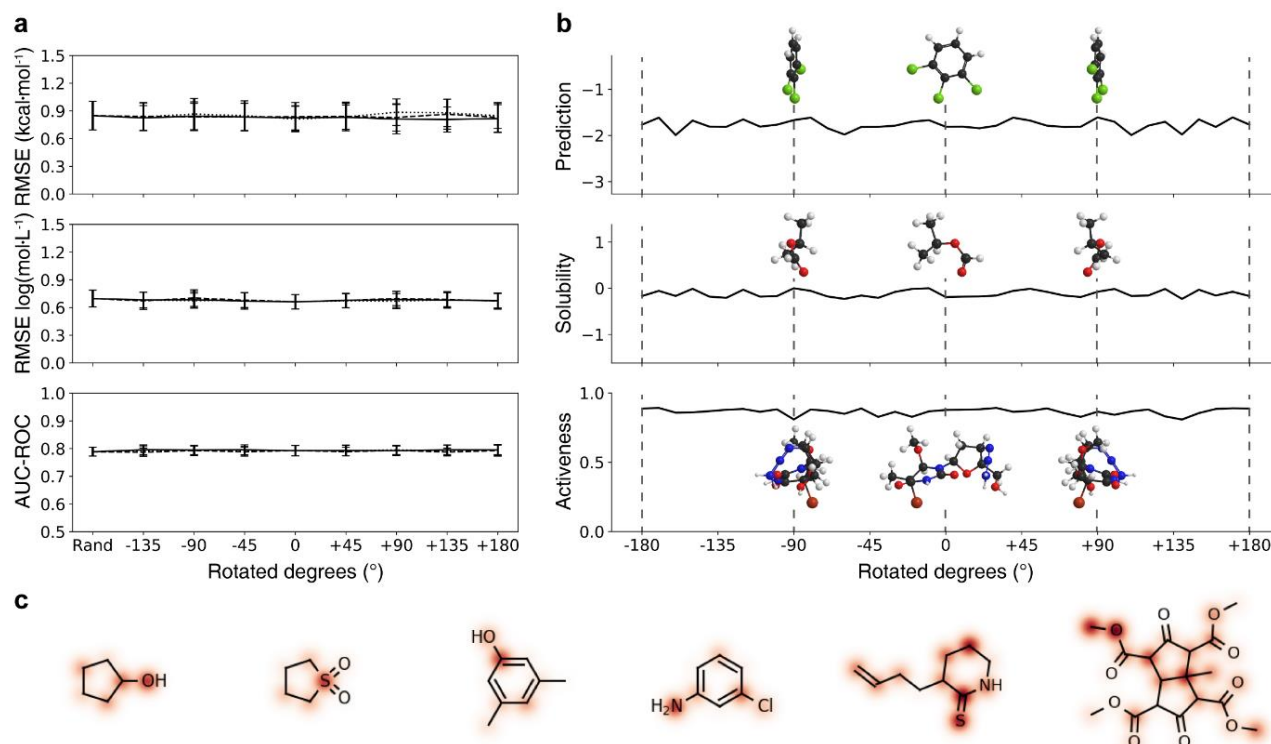 a
RMSE (kcal·mol⁻¹)
1.5
1.2
0.9
0.6
0.3
0.0
RMSE log(mol·L⁻¹)
1.5
1.2
0.9
0.6
0.3
0.0
AUC-ROC
1.0
0.9
0.8
0.7
0.6
0.5
Rand -135 -90 -45 0 +45 +90 +135 +180
Rotated degrees (°)
b
Prediction
−1
−2
−3
Solubility
1
0
−1
Activeness
1.0
0.5
0.0
-180 -135 -90 -45 0 +45 +90 +135 +180
Rotated degrees (°)
c
OH
S O O
HO
H₂N Cl
NH S
O O O O O O O O O O